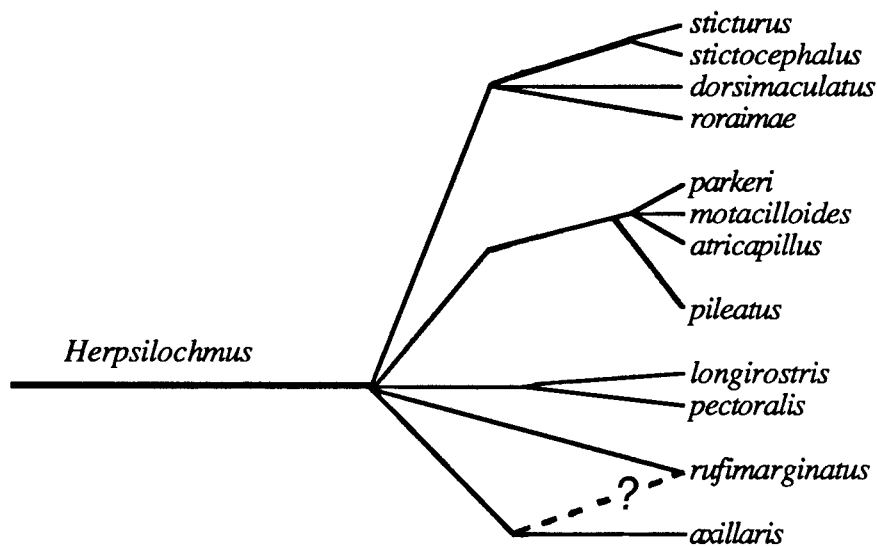 sticturus
stictocephalus
dorsimaculatus
roraimae
parkeri
motacilloides
atricapillus
pileatus
Herpsilochmus
longirostris
pectoralis
rufimarginatus
?
axillaris